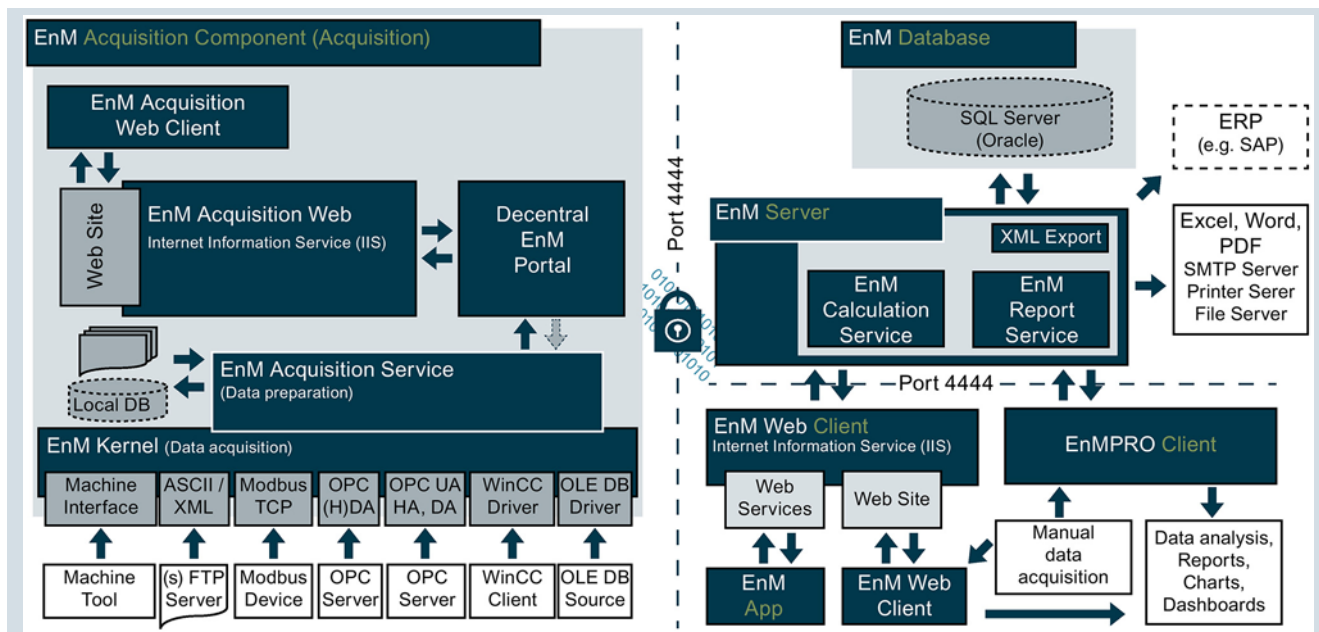 EnM Acquisition Component (Acquisition)
EnM Acquisition
Web Client
Web Site
EnM Acquisition Web
Internet Information Service (IIS)
Decentral
EnM
Portal
Local DB
EnM Acquisition Service
(Data preparation)
EnM Kernel (Data acquisition)
Machine
Interface
ASCII /
XML
Modbus
TCP
OPC
(H)DA
OPC UA
HA, DA
WinCC
Driver
OLE DB
Driver
Machine
Tool
(s) FTP
Server
Modbus
Device
OPC
Server
OPC
Server
WinCC
Client
OLE DB
Source
Port 4444
EnM Database
SQL Server
(Oracle)
ERP
(e.g. SAP)
EnM Server
XML Export
EnM
Calculation
Service
EnM
Report
Service
Excel, Word,
PDF
SMTP Server
Printer Serer
File Server
Port 4444
EnM Web Client
Internet Information Service (IIS)
Web
Services
Web Site
EnM
App
EnM Web
Client
EnMPRO Client
Manual
data
acquisition
Data analysis,
Reports,
Charts,
Dashboards